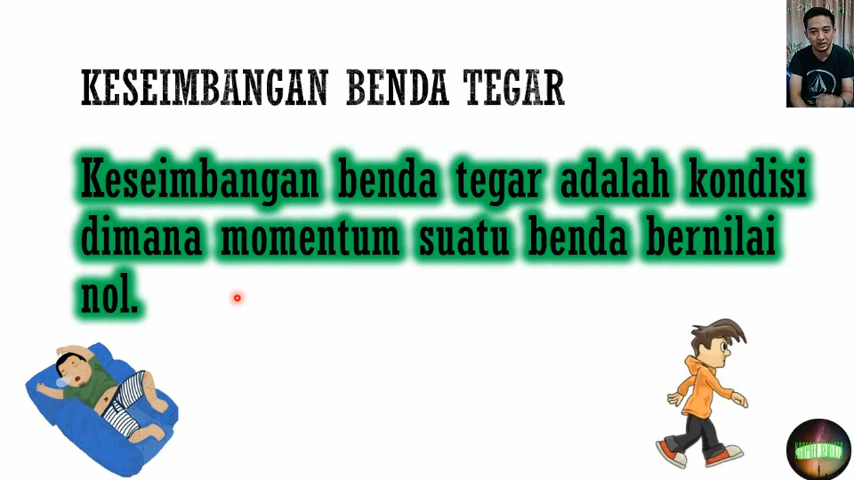 KESEIMBANGAN BENDA TEGAR
Keseimbangan benda tegar adalah kondisi
dimana momentum suatu benda bernilai
nol.